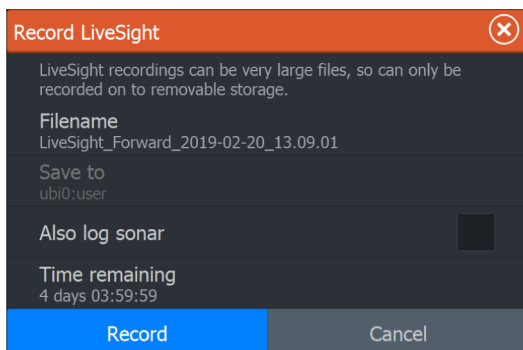 Record LiveSight
LiveSight recordings can be very large files, so can only be
recorded on to removable storage.
Filename
LiveSight_Forward_2019-02-20_13.09.01
Save to
ubi0:user
Also log sonar
Time remaining
4 days 03:59:59
Record
Cancel